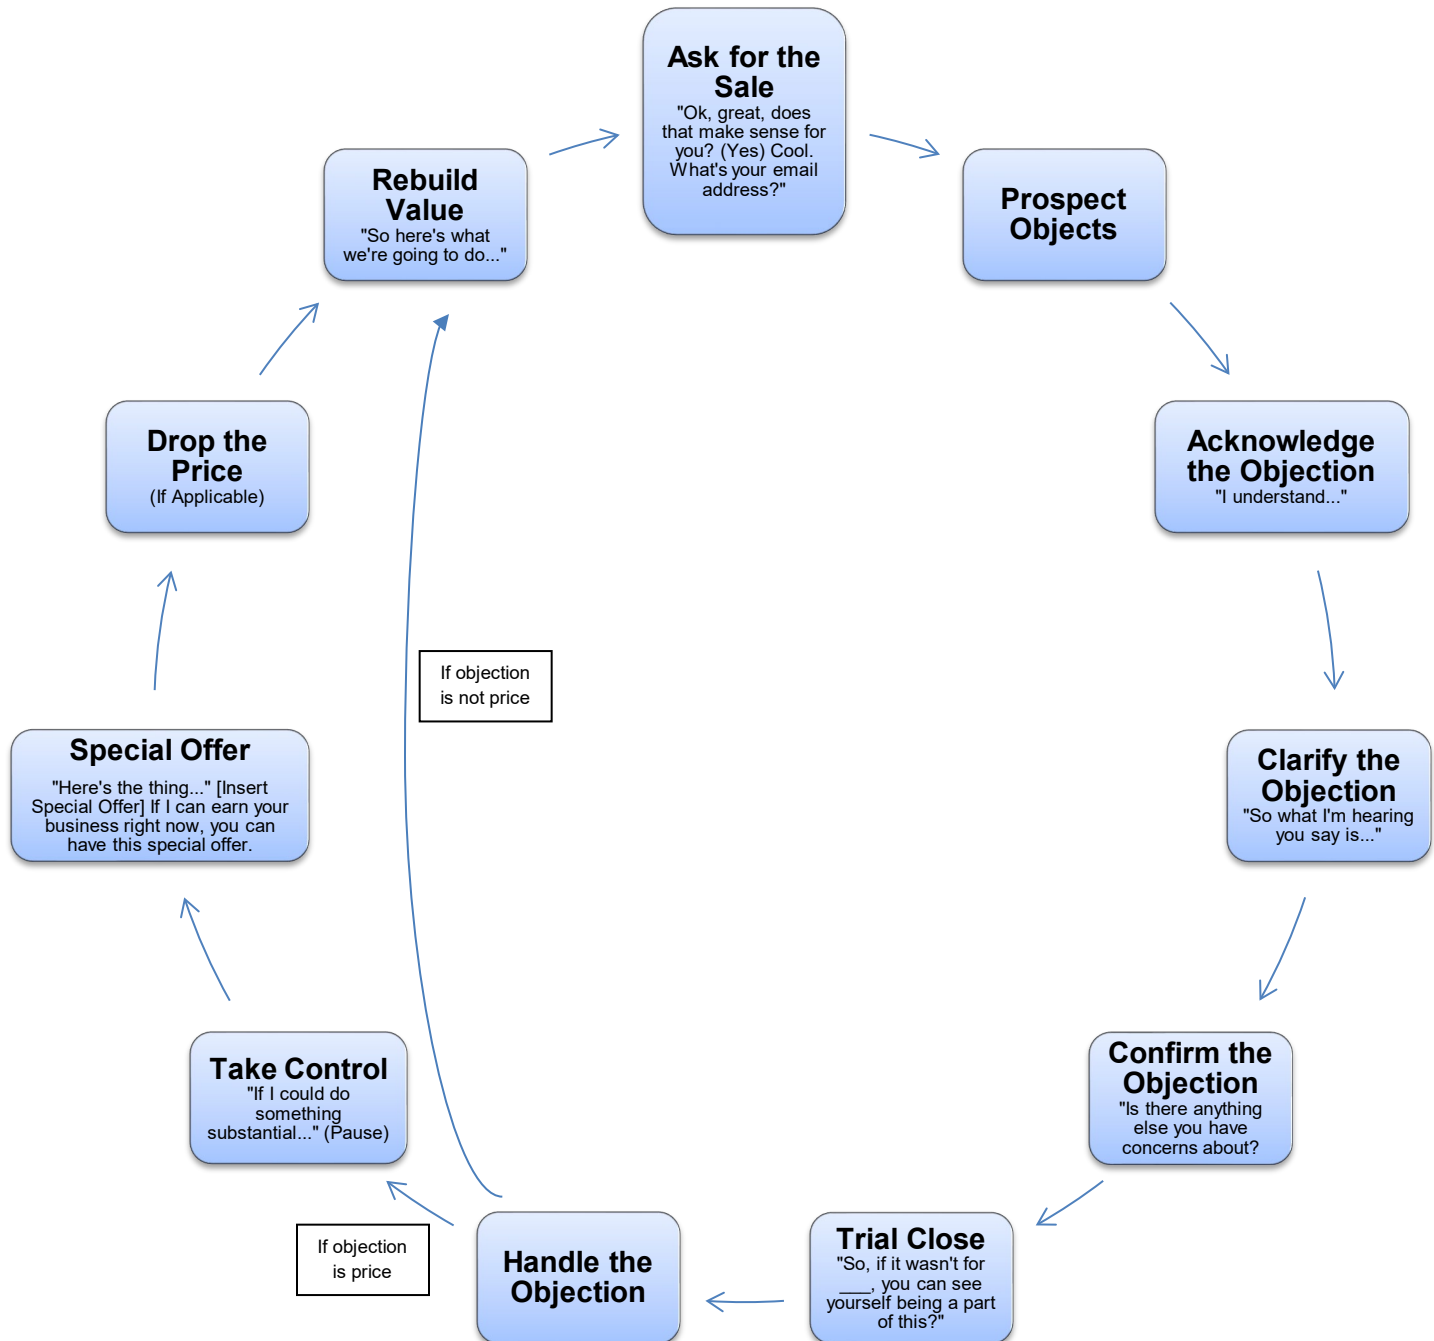 Ask for the
Sale
"Ok, great, does
that make sense for
you? (Yes) Cool.
What's your email
address?"
Prospect
Objects
Acknowledge
the Objection
"I understand..."
Clarify the
Objection
"So what I'm hearing
you say is..."
Confirm the
Objection
"Is there anything
else you have
concerns about?
Trial Close
"So, if it wasn't for
___, you can see
yourself being a part
of this?"
Handle the
Objection
If objection
is price
Take Control
"If I could do
something
substantial..." (Pause)
Special Offer
"Here's the thing..." [Insert
Special Offer] If I can earn your
business right now, you can
have this special offer.
Drop the
Price
(If Applicable)
Rebuild
Value
"So here's what
we're going to do..."
If objection
is not price